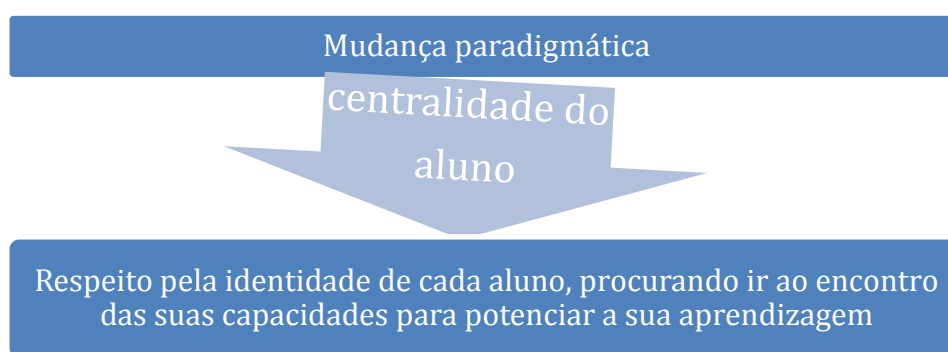 Mudança paradigmática
centralidade do
aluno
Respeito pela identidade de cada aluno, procurando ir ao encontro
das suas capacidades para potenciar a sua aprendizagem